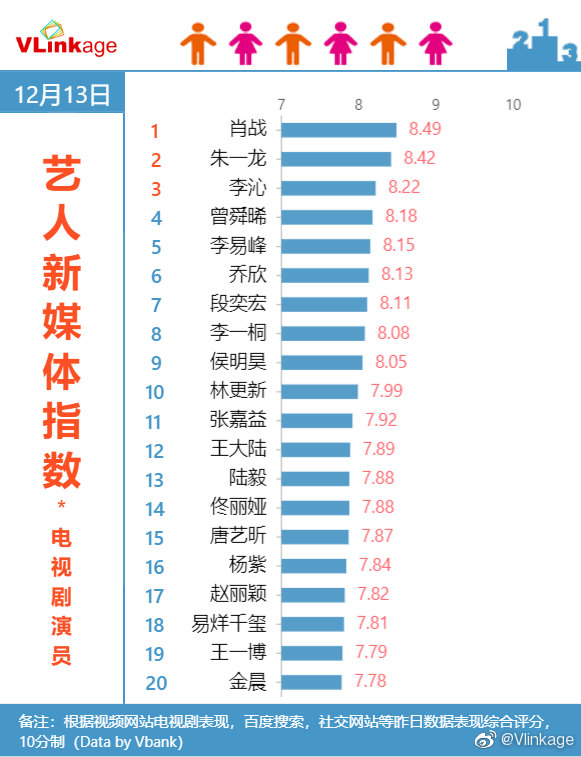 VLinkage
1
2
3
12月13日
艺人新媒体指数
*
电视剧演员
7 8 9 10
1 肖战 8.49
2 朱一龙 8.42
3 李沁 8.22
4 曾舜晞 8.18
5 李易峰 8.15
6 乔欣 8.13
7 段奕宏 8.11
8 李一桐 8.08
9 侯明昊 8.05
10 林更新 7.99
11 张嘉益 7.92
12 王大陆 7.89
13 陆毅 7.88
14 佟丽娅 7.88
15 唐艺昕 7.87
16 杨紫 7.84
17 赵丽颖 7.82
18 易烊千玺 7.81
19 王一博 7.79
20 金晨 7.78
备注：根据视频网站电视剧表现，百度搜索，社交网站等昨日数据表现综合评分，
10分制（Data by Vbank）
@Vlinkage